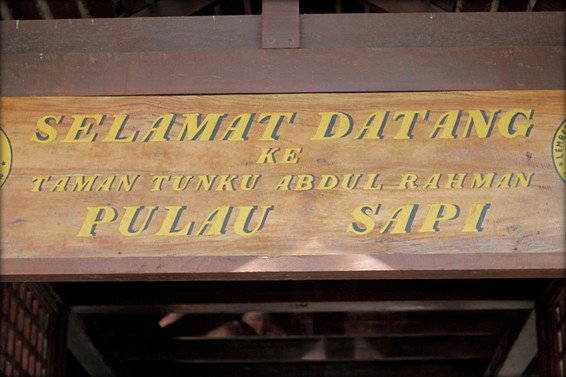 SELAMAT DATANG
KE
TAMAN TUNKU ABDUL RAHMAN
PULAU SAPI